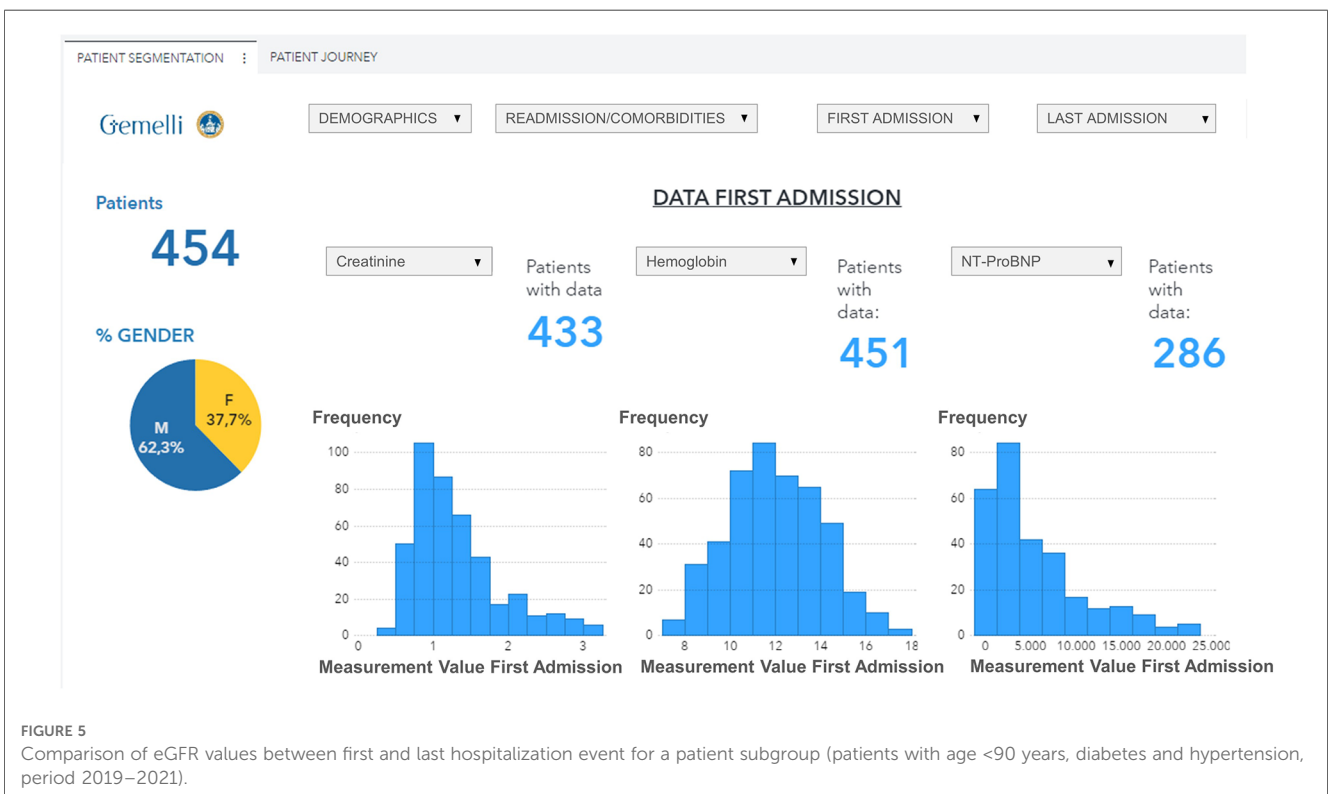 PATIENT SEGMENTATION ⋮ PATIENT JOURNEY
Gemelli
DEMOGRAPHICS ▼ READMISSION/COMORBIDITIES ▼ FIRST ADMISSION ▼ LAST ADMISSION ▼
Patients
454
DATA FIRST ADMISSION
Creatinine ▼
Patients
with data
433
Hemoglobin ▼
Patients
with
data:
451
NT-ProBNP ▼
Patients
with
data:
286
% GENDER
F
37,7%
M
62,3%
Frequency
100
80
60
40
20
0
0 1 2 3
Measurement Value First Admission
Frequency
80
60
40
20
0
8 10 12 14 16 18
Measurement Value First Admission
Frequency
80
60
40
20
0
0 5.000 10.000 15.000 20.000 25.000
Measurement Value First Admission
FIGURE 5
Comparison of eGFR values between first and last hospitalization event for a patient subgroup (patients with age <90 years, diabetes and hypertension,
period 2019–2021).